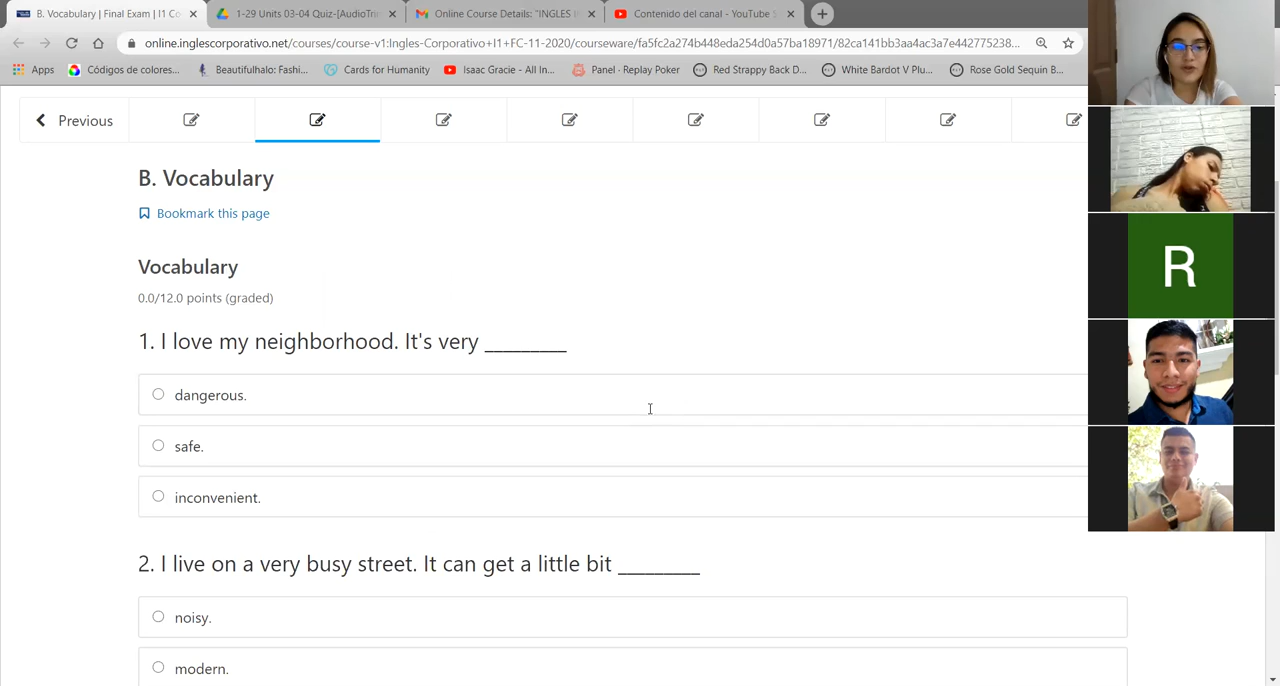 B. Vocabulary | Final Exam | I1 Co
1-29 Units 03-04 Quiz-[AudioTri
Online Course Details: "INGLES I
Contenido del canal - YouTube S
online.inglescorporativo.net/courses/course-v1:Ingles-Corporativo+I1+FC-11-2020/courseware/fa5fc2a274b448eda254d0a57ba18971/82ca141bb3aa4ac3a7e442775238...
Apps
Códigos de colores...
Beautifulhalo: Fashi...
Cards for Humanity
Isaac Gracie - All In...
Panel · Replay Poker
Red Strappy Back D...
White Bardot V Plu...
Rose Gold Sequin B...
Previous
B. Vocabulary
Bookmark this page
Vocabulary
0.0/12.0 points (graded)
1. I love my neighborhood. It's very _________
dangerous.
safe.
inconvenient.
2. I live on a very busy street. It can get a little bit _________
noisy.
modern.
R